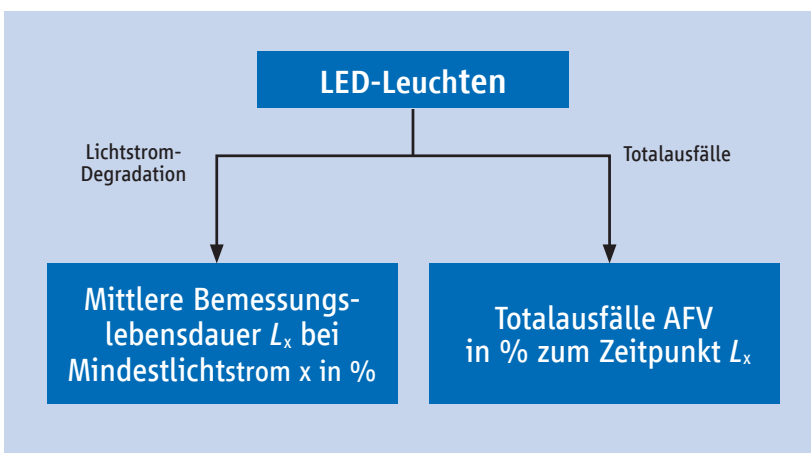 LED-Leuchten
Lichtstrom-
Degradation
Totalausfälle
Mittlere Bemessungs-
lebensdauer Lx bei
Mindestlichtstrom x in %
Totalausfälle AFV
in % zum Zeitpunkt Lx